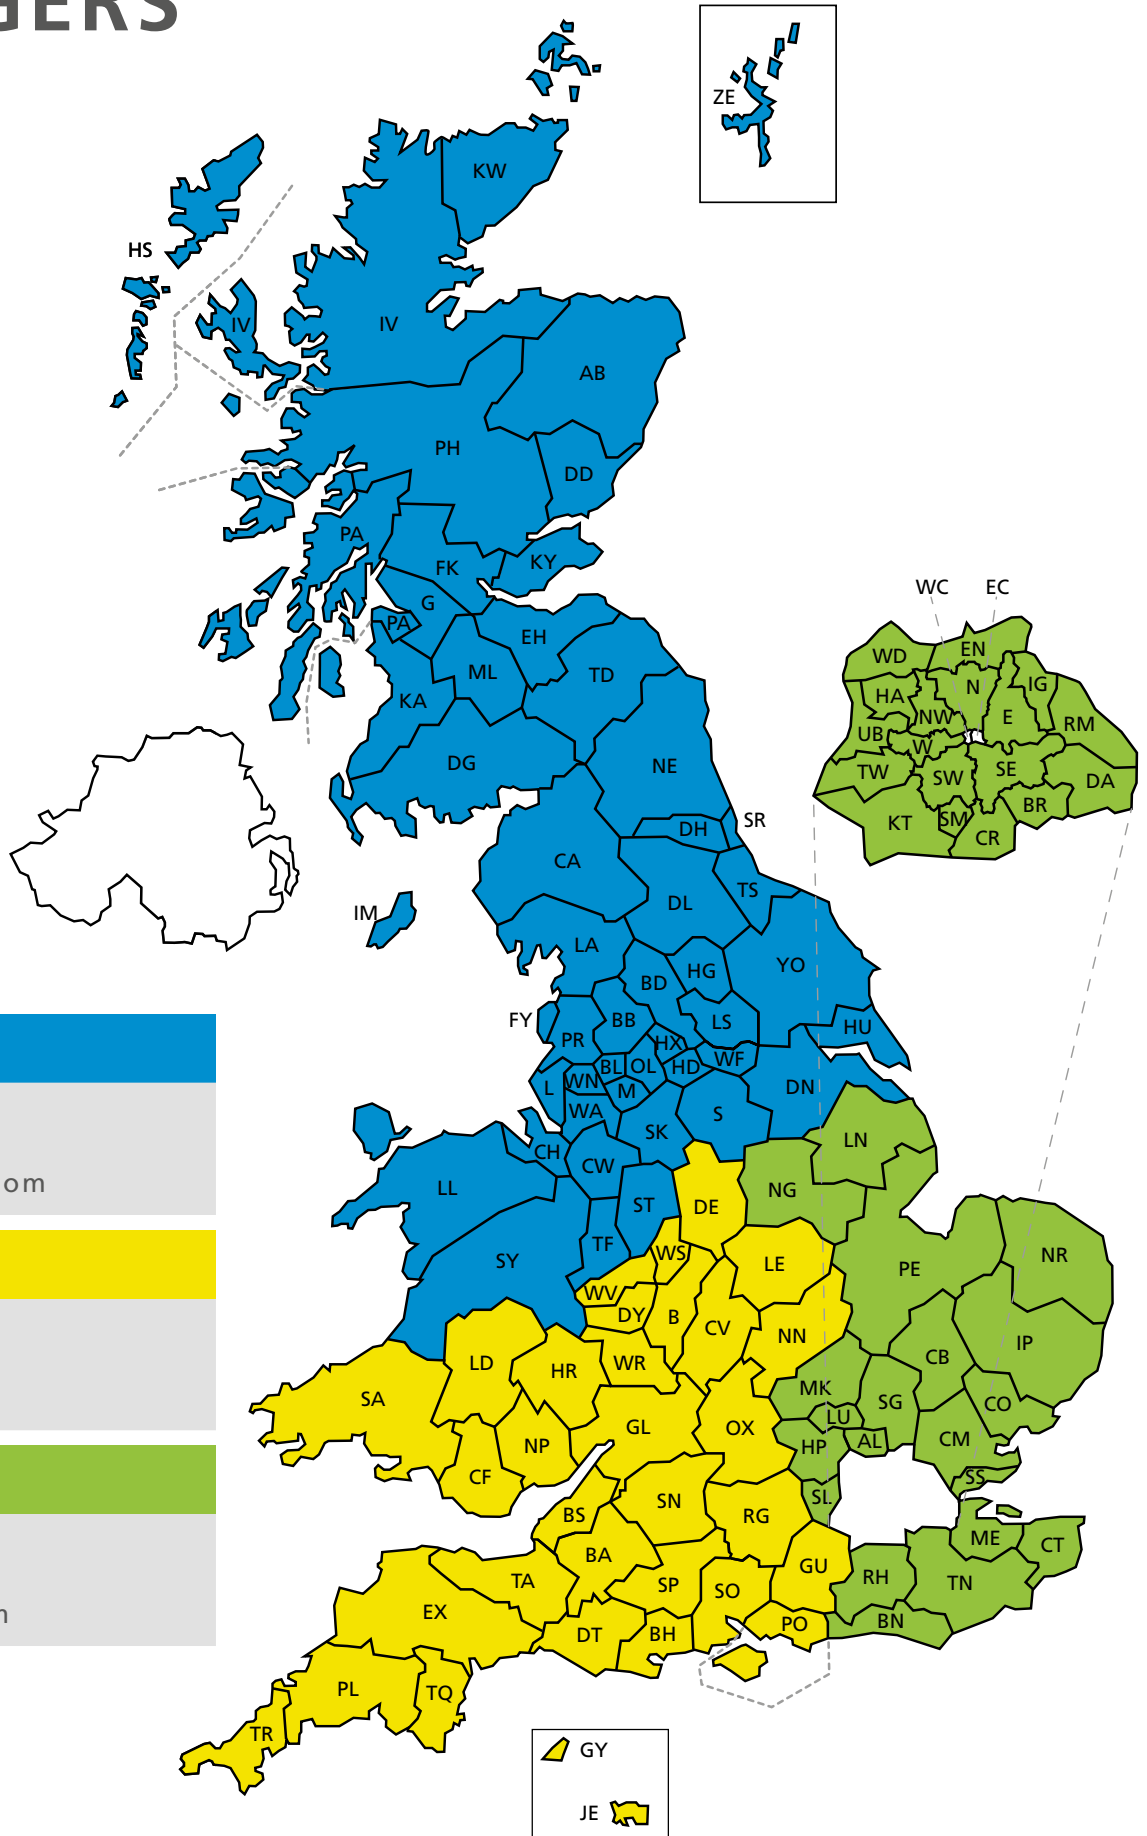 GERS
ZE
KW
HS
IV
IV
AB
PH
DD
PA
FK
KY
G
PA
EH
ML
TD
KA
DG
NE
WC EC
WD EN
HA N IG
NW E RM
UB W
TW SW SE DA
KT SM BR
CR
DH SR
CA
TS
DL
IM
LA
YO
HG
BD
FY
BB LS HU
PR HX
BL OL HD WF
L WN M DN
WA S
SK LN
CH CW
LL NG
ST DE
om
TF WS
SY LE PE NR
WV
DY B CV NN
IP
LD HR WR CB
MK
SA SG CO
LU
GL OX
NP HP AL CM
CF SS
SL
SN
BS RG
ME CT
BA GU
TA SP SO RH TN
EX BN
m
DT BH PO
PL TQ
TR
GY
JE